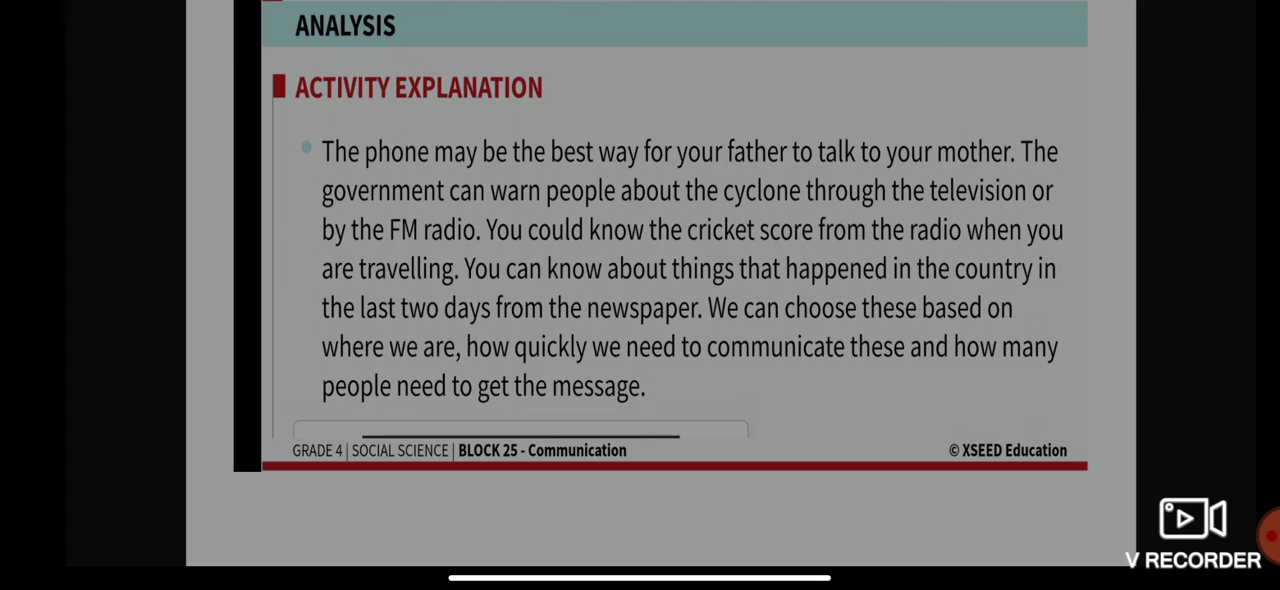 ANALYSIS
ACTIVITY EXPLANATION
The phone may be the best way for your father to talk to your mother. The
government can warn people about the cyclone through the television or
by the FM radio. You could know the cricket score from the radio when you
are travelling. You can know about things that happened in the country in
the last two days from the newspaper. We can choose these based on
where we are, how quickly we need to communicate these and how many
people need to get the message.
GRADE 4 | SOCIAL SCIENCE | BLOCK 25 - Communication
© XSEED Education
V RECORDER